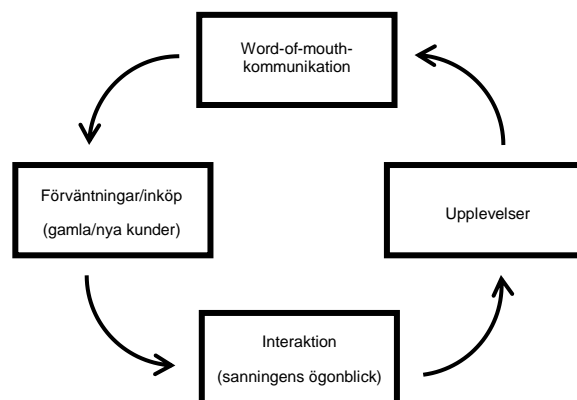 Word-of-mouth-
kommunikation
Förväntningar/inköp
(gamla/nya kunder)
Upplevelser
Interaktion
(sanningens ögonblick)